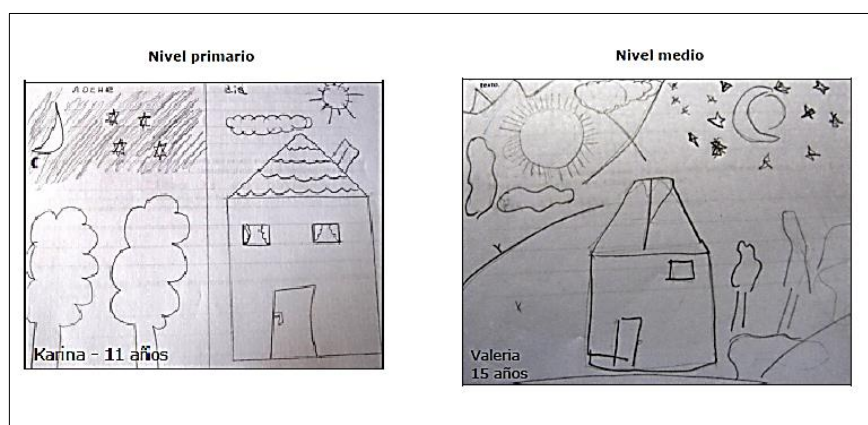 Nivel primario
Nivel medio
NOCHE
día
Karina - 11 años
Valeria
15 años